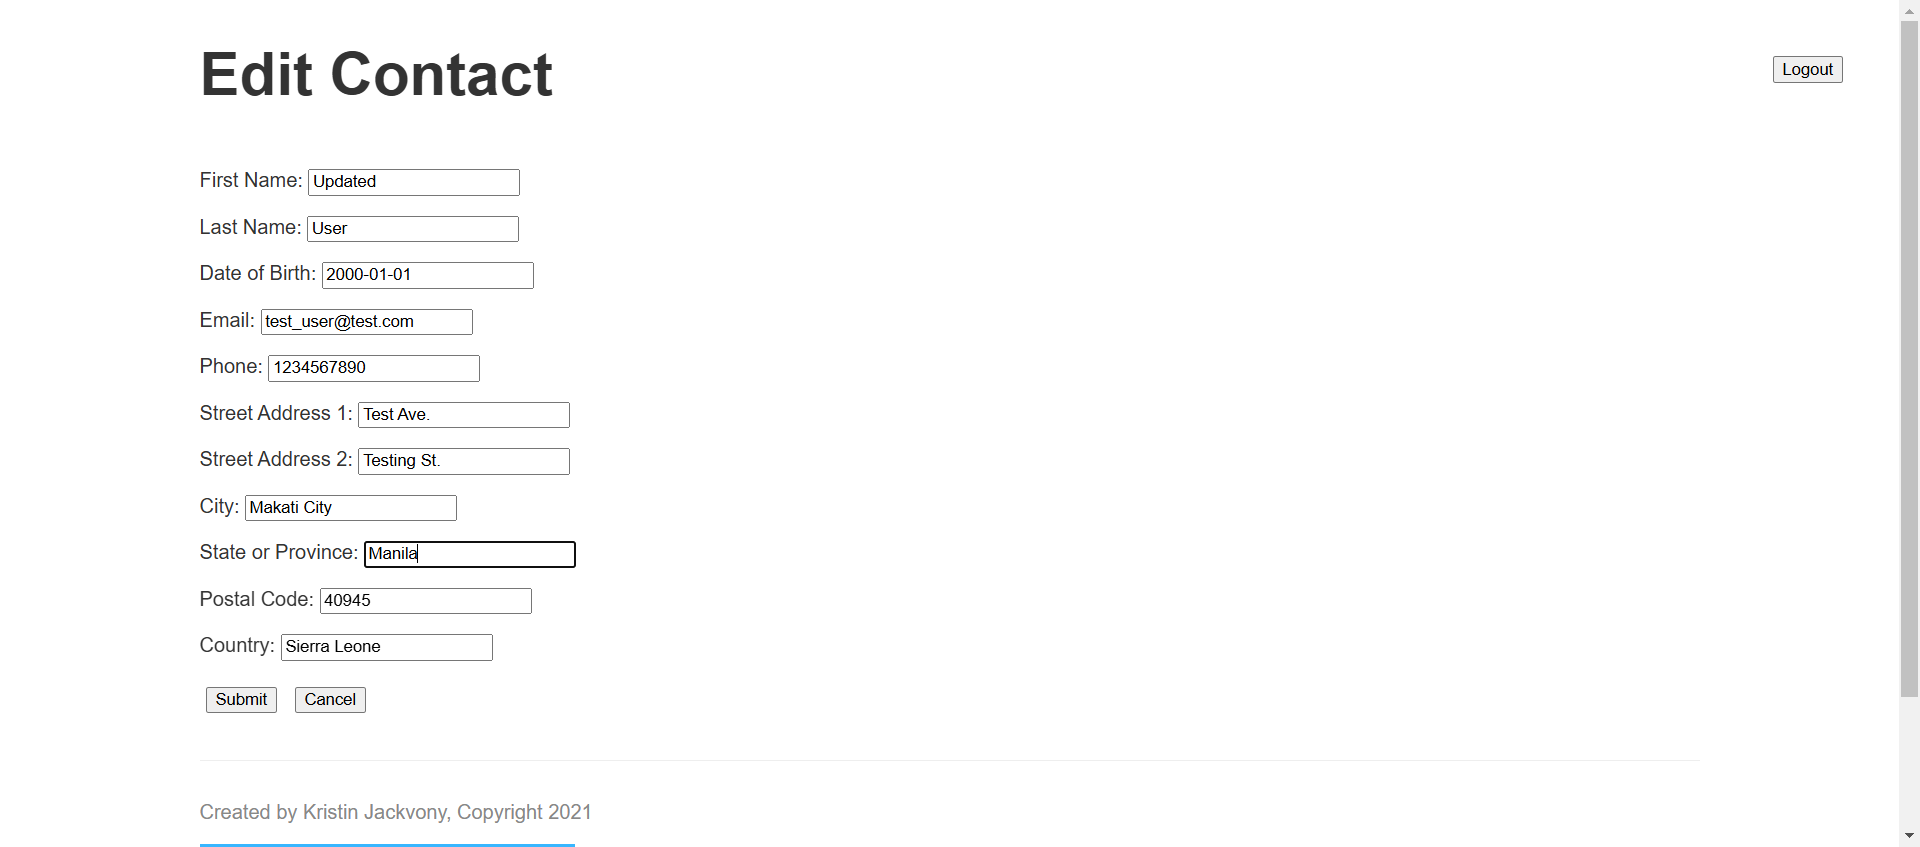 Edit Contact
Logout
First Name: Updated
Last Name: User
Date of Birth: 2000-01-01
Email: test_user@test.com
Phone: 1234567890
Street Address 1: Test Ave.
Street Address 2: Testing St.
City: Makati City
State or Province: Manila
Postal Code: 40945
Country: Sierra Leone
Submit Cancel
Created by Kristin Jackvony, Copyright 2021